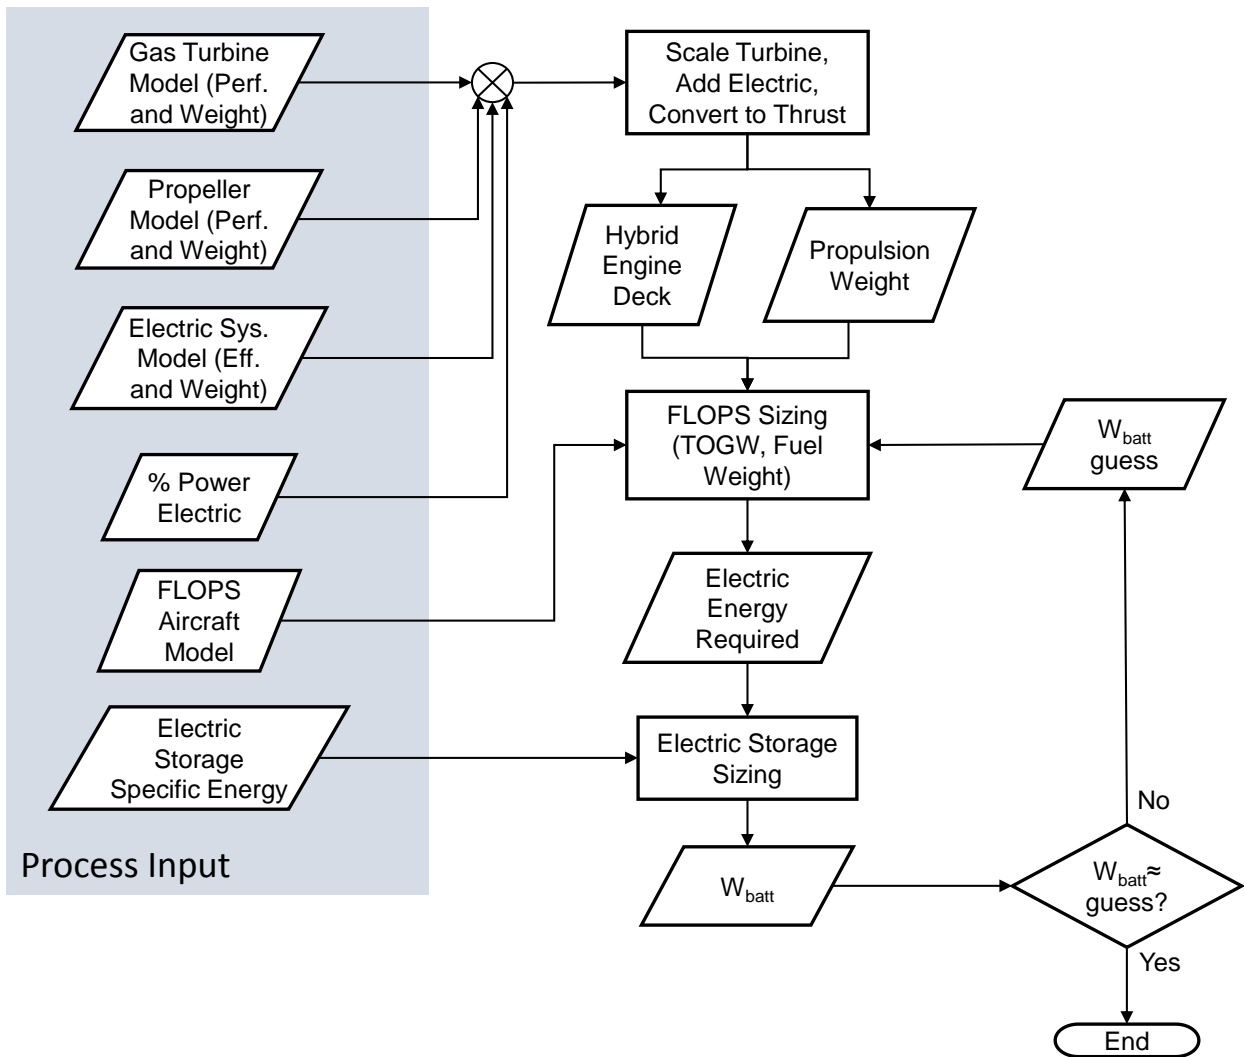 Gas Turbine
Model (Perf.
and Weight)
Propeller
Model (Perf.
and Weight)
Electric Sys.
Model (Eff.
and Weight)
% Power
Electric
FLOPS
Aircraft
Model
Electric
Storage
Specific Energy
Process Input
Scale Turbine,
Add Electric,
Convert to Thrust
Hybrid
Engine
Deck
Propulsion
Weight
FLOPS Sizing
(TOGW, Fuel
Weight)
W_batt
guess
Electric
Energy
Required
Electric Storage
Sizing
W_batt
No
W_batt≈
guess?
Yes
End